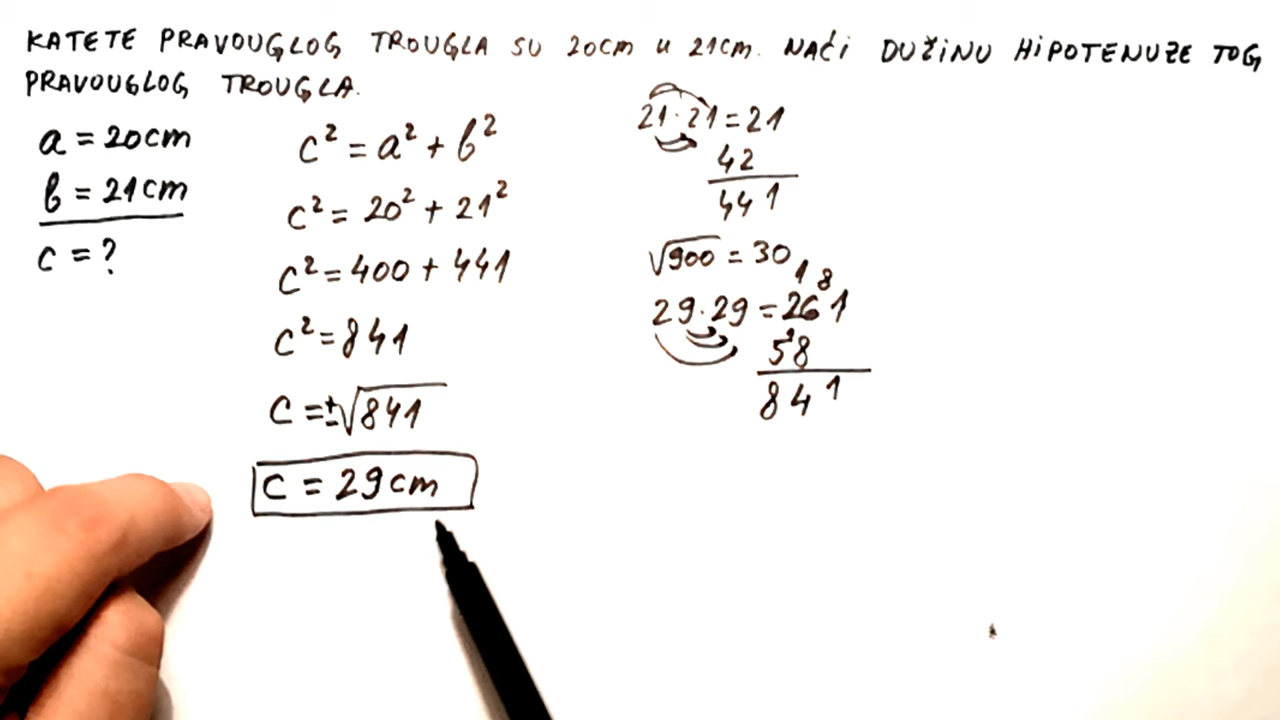 KATETE PRAVOUGLOG TROUGLA SU 20cm u 21cm. NAĆi DUŽiNU HiPOTENUZE TOG
PRAVOUGLOG TROUGLA.
a = 20cm
b = 21cm
c = ?
c² = a² + b²
c² = 20² + 21²
c² = 400 + 441
c² = 841
c = ±√841
c = 29cm
21·21 = 21
42
441
√900 = 30
1 8
29·29 = 261
58
841